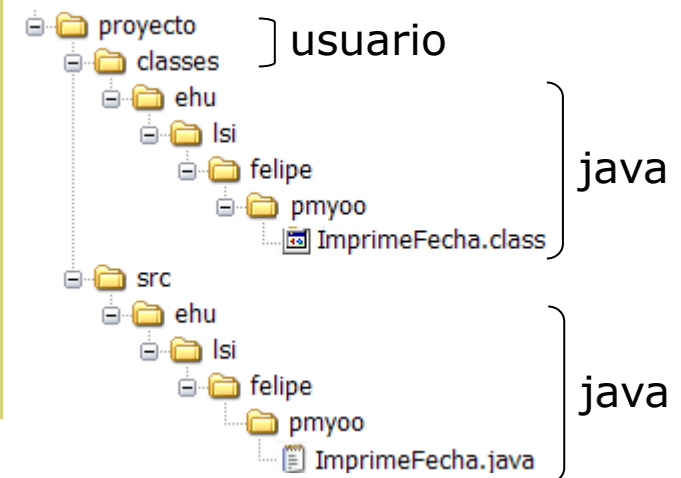 proyecto
usuario
classes
ehu
lsi
felipe
java
pmyoo
ImprimeFecha.class
src
ehu
lsi
felipe
java
pmyoo
ImprimeFecha.java